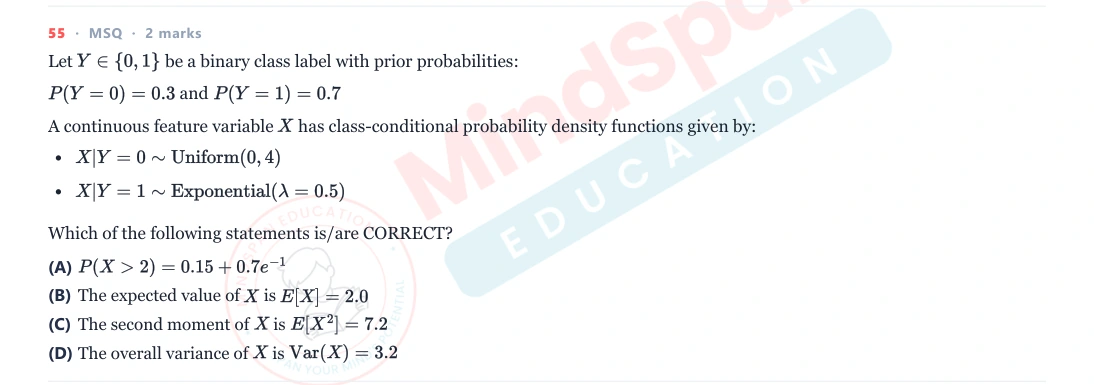 55 · MSQ · 2 marks
Let Y ∈ {0, 1} be a binary class label with prior probabilities:
P(Y = 0) = 0.3 and P(Y = 1) = 0.7
A continuous feature variable X has class-conditional probability density functions given by:
• X|Y = 0 ∼ Uniform(0, 4)
• X|Y = 1 ∼ Exponential(λ = 0.5)
Which of the following statements is/are CORRECT?
(A) P(X > 2) = 0.15 + 0.7e⁻¹
(B) The expected value of X is E[X] = 2.0
(C) The second moment of X is E[X²] = 7.2
(D) The overall variance of X is Var(X) = 3.2
EDUCATION